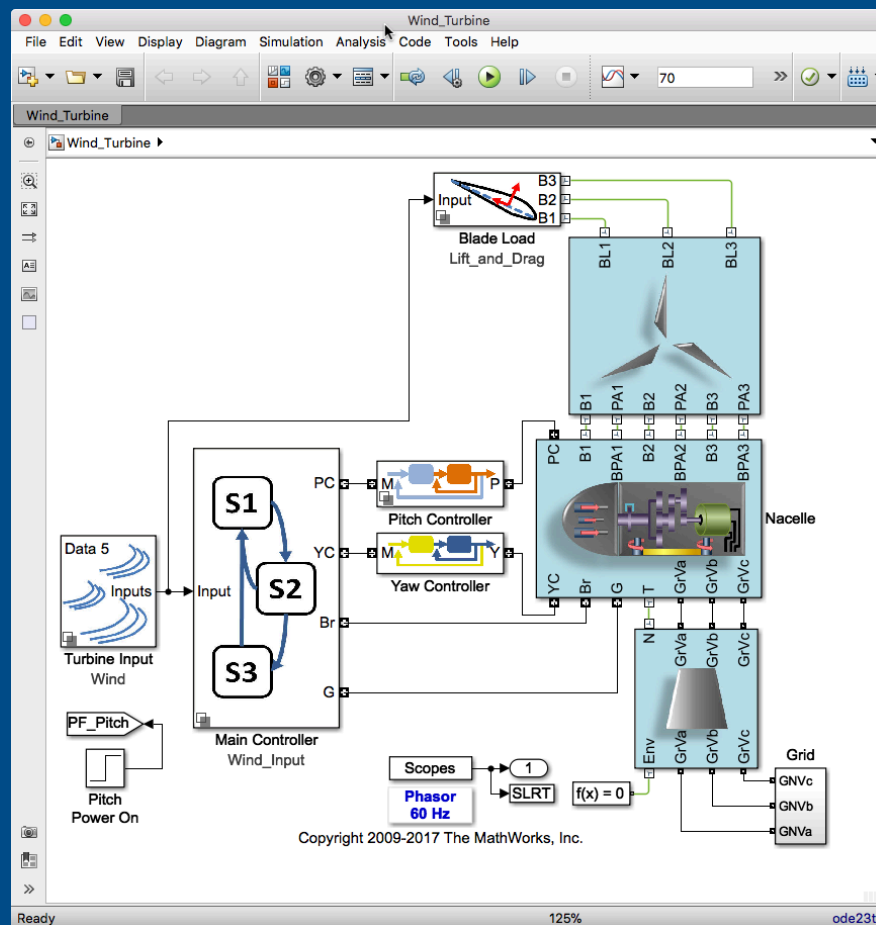 Wind_Turbine
File Edit View Display Diagram Simulation Analysis Code Tools Help
70
Wind_Turbine
Wind_Turbine
Input
B3
B2
B1
Blade Load
Lift_and_Drag
BL1 BL2 BL3
B1 PA1 B2 PA2 B3 PA3
PC B1 BPA1 B2 BPA2 B3 BPA3
Nacelle
YC Br G T GrVa GrVb GrVc
Data 5
Inputs
Turbine Input
Wind
Input
S1
S2
S3
PC
YC
Br
G
Main Controller
Wind_Input
M P
Pitch Controller
M Y
Yaw Controller
N GrVa GrVb GrVc
Env GrVa GrVb GrVc
PF_Pitch
Pitch
Power On
Scopes
1
SLRT
Phasor
60 Hz
f(x) = 0
Grid
GNVc
GNVb
GNVa
Copyright 2009-2017 The MathWorks, Inc.
Ready 125% ode23t